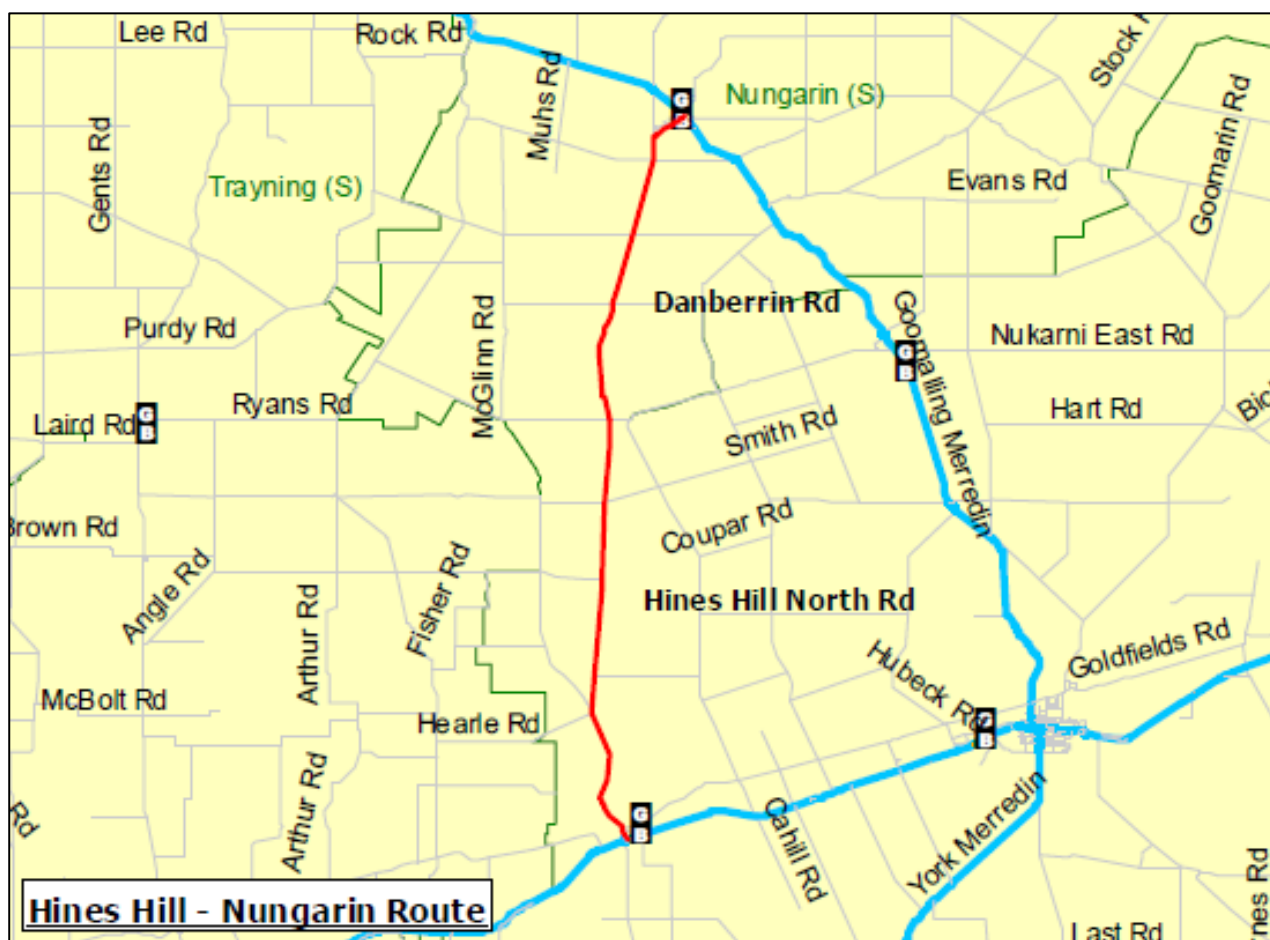 Lee Rd
Rock Rd
Stock
Muhs Rd
G
B
Nungarin (S)
Goomarin Rd
Gents Rd
Trayning (S)
Evans Rd
Danberrin Rd
Purdy Rd
McGlinn Rd
Goomalling Merredin
G
B
Nukarni East Rd
Laird Rd
G
B
Ryans Rd
Smith Rd
Hart Rd
Brown Rd
Coupar Rd
Angle Rd
Arthur Rd
Fisher Rd
Hines Hill North Rd
Hubeck Rd
Goldfields Rd
McBolt Rd
Hearle Rd
G
B
Rd
Arthur Rd
G
B
Cahill Rd
York Merredin
Hines Hill - Nungarin Route
Last Rd
nes Rd